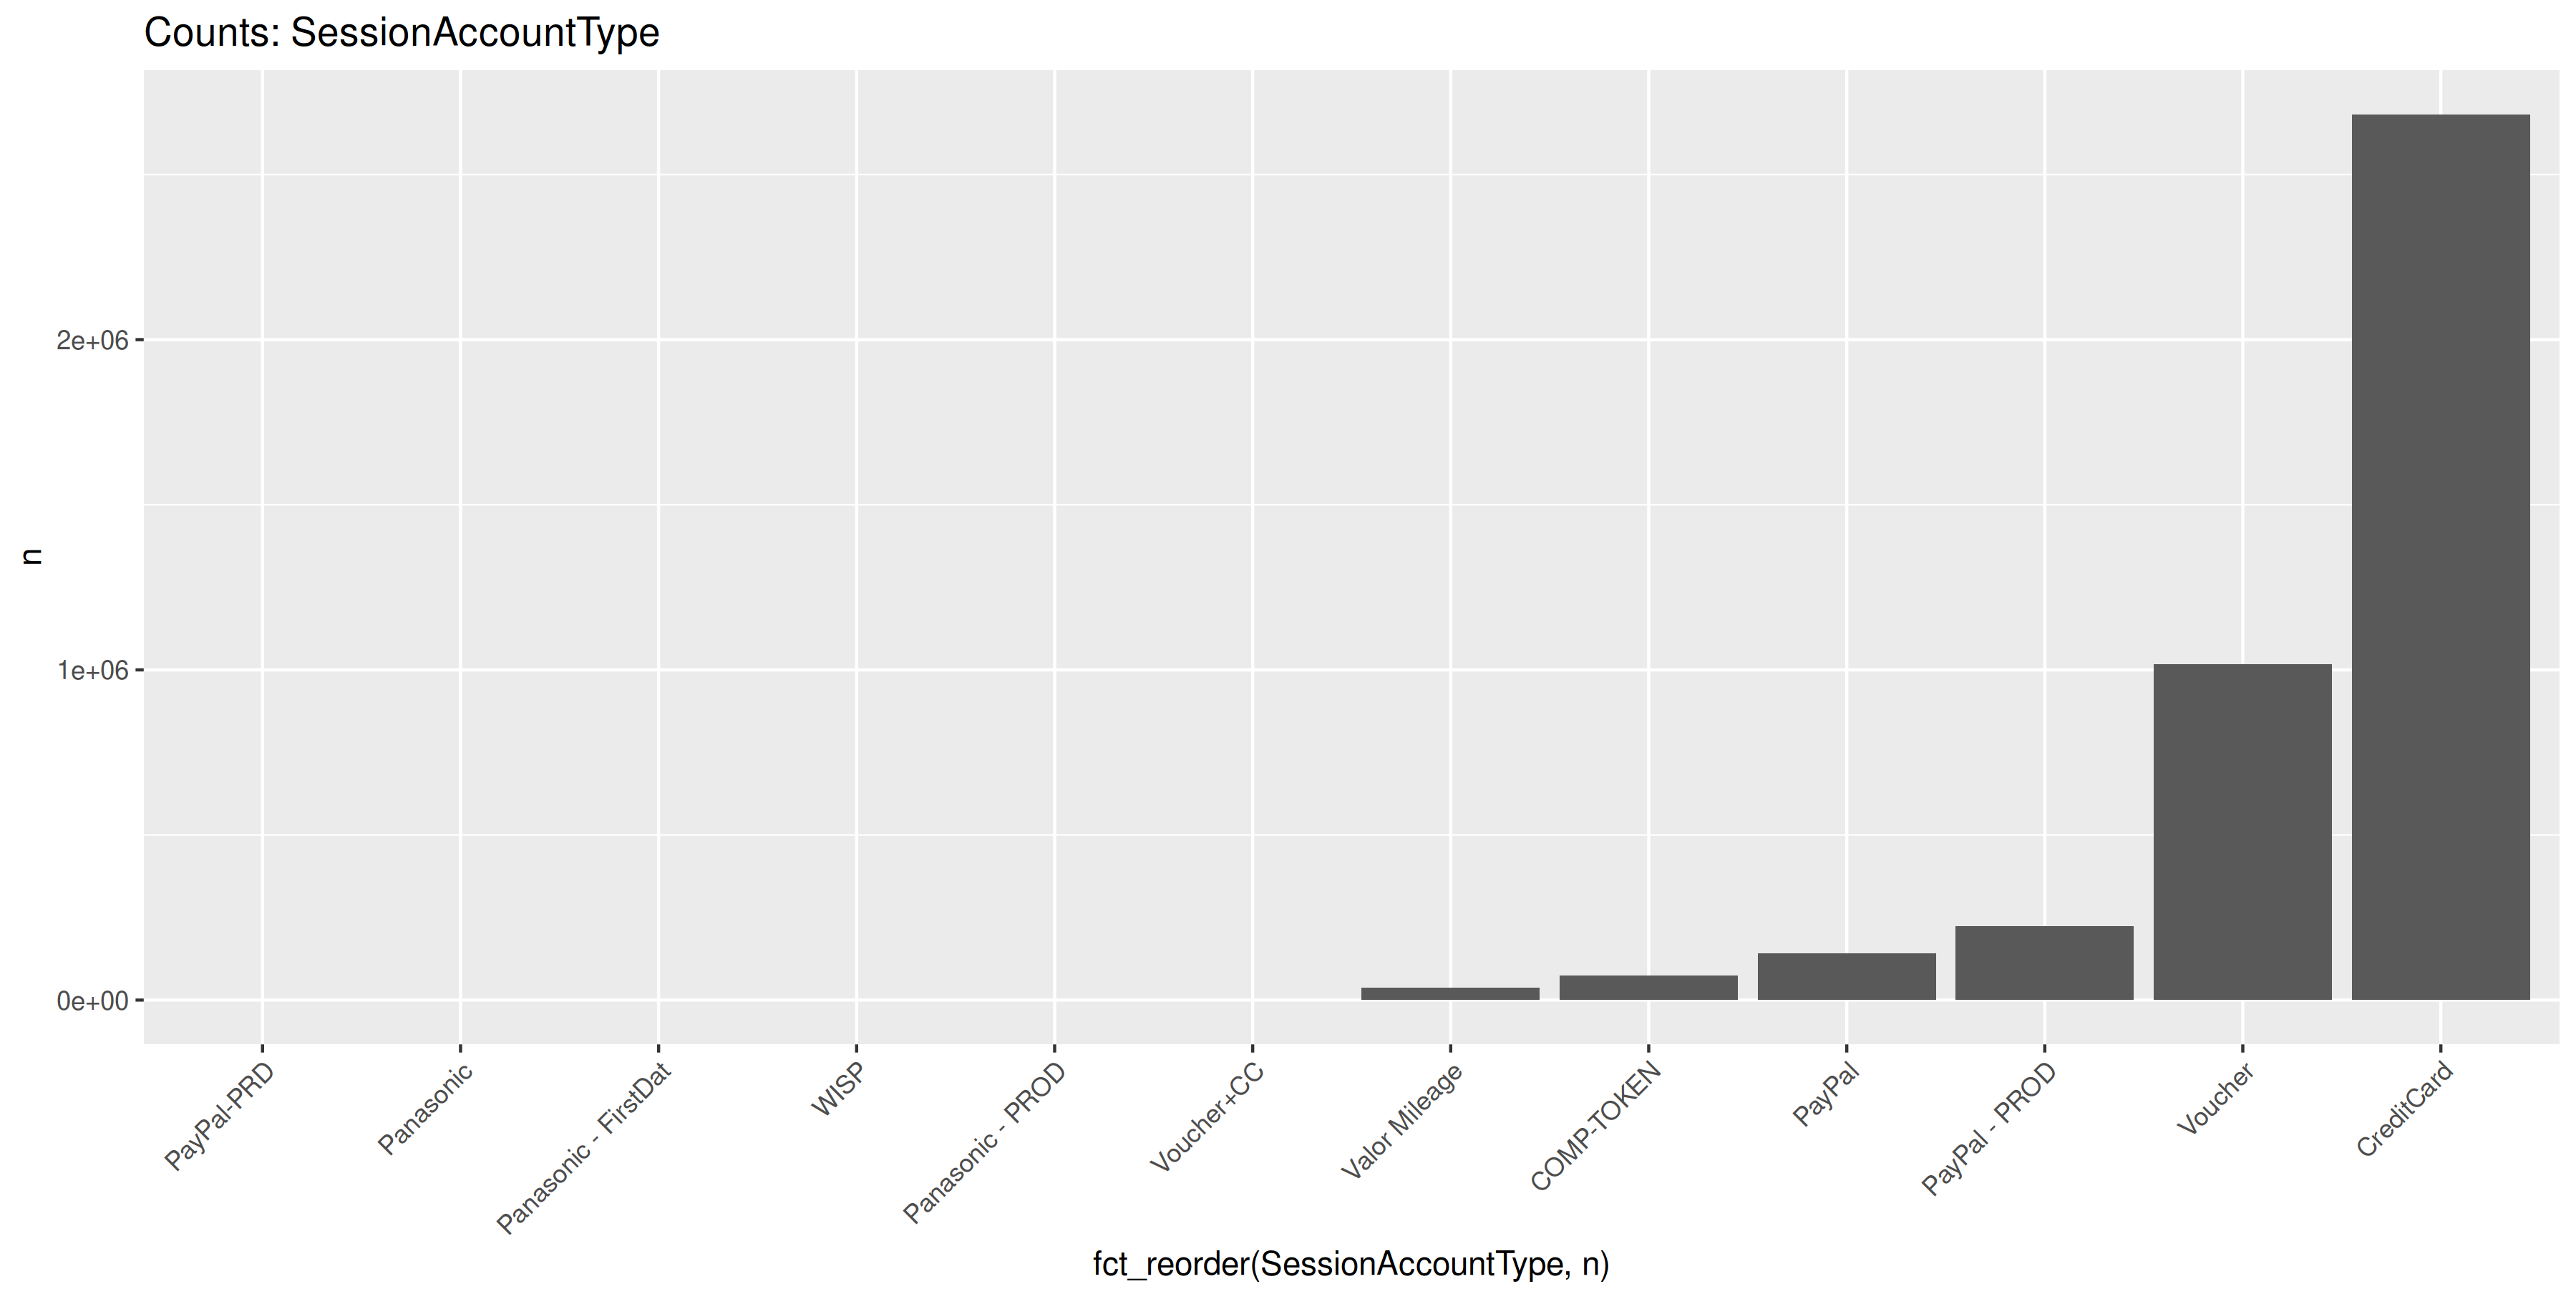 Counts: SessionAccountType
n
2e+06
1e+06
0e+00
PayPal-PRD
Panasonic
Panasonic - FirstDat
WISP
Panasonic - PROD
Voucher+CC
Valor Mileage
COMP-TOKEN
PayPal
PayPal - PROD
Voucher
CreditCard
fct_reorder(SessionAccountType, n)